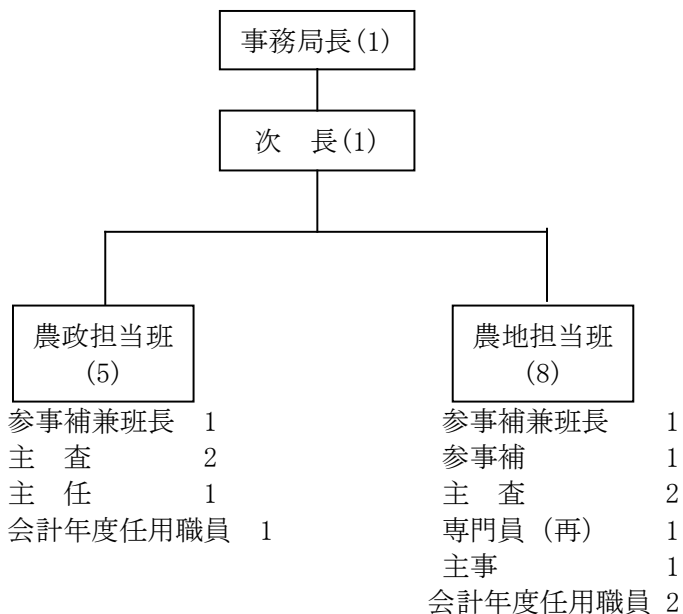 事務局長(1)
次　長(1)
農政担当班
(5)
参事補兼班長　1
主　査　2
主　任　1
会計年度任用職員　1
農地担当班
(8)
参事補兼班長　1
参事補　1
主　査　2
専門員（再）　1
主事　1
会計年度任用職員 2